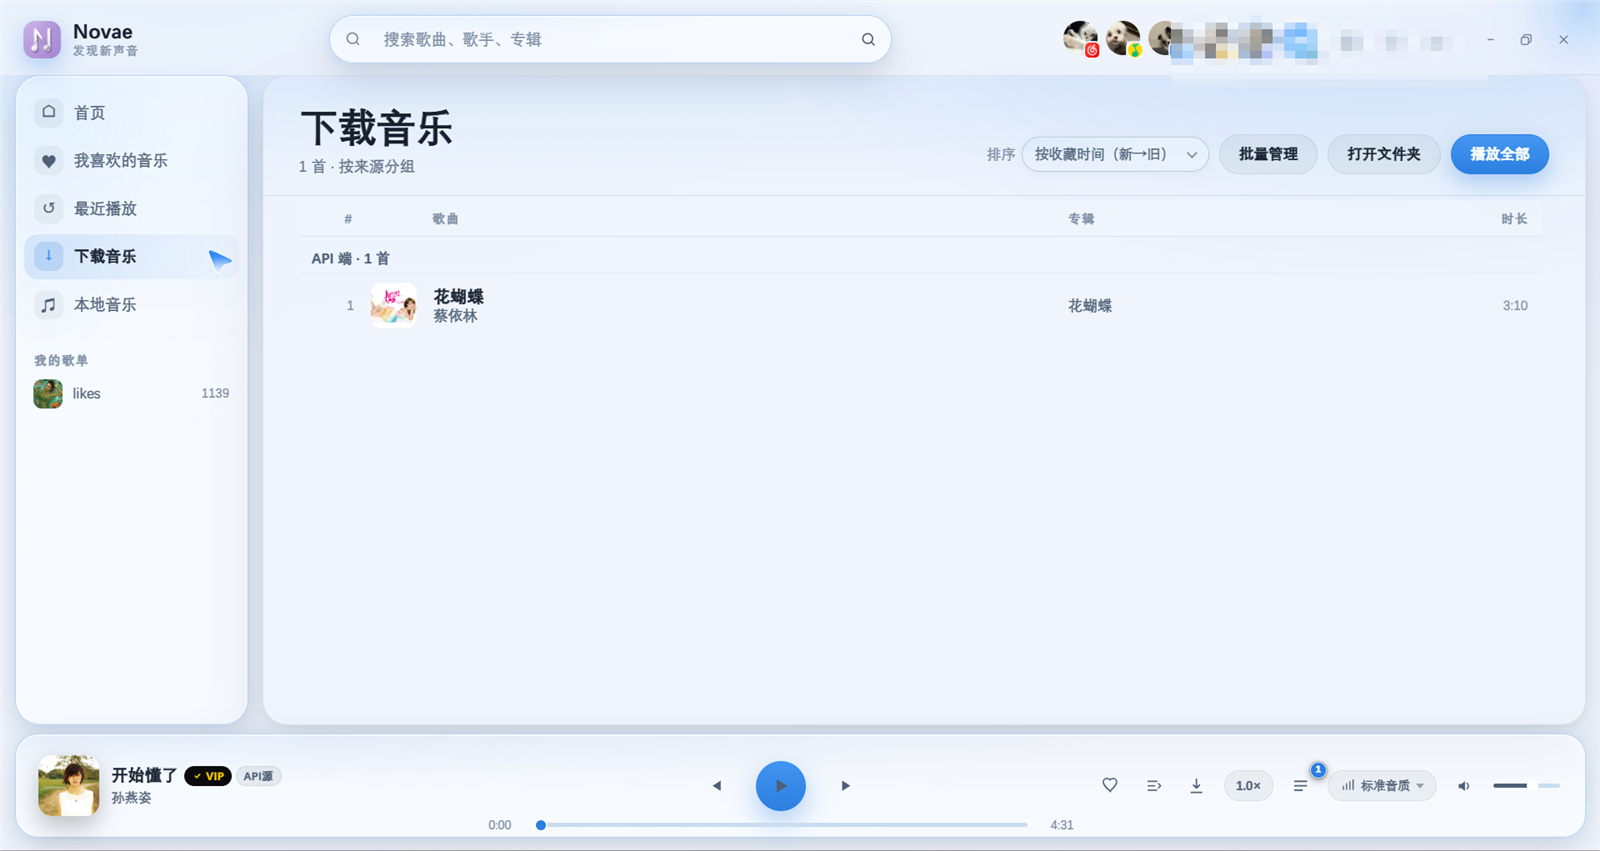 Novae
发现新声音
搜索歌曲、歌手、专辑
首页
我喜欢的音乐
最近播放
下载音乐
本地音乐
我的歌单
likes 1139
下载音乐
1 首 · 按来源分组
排序 按收藏时间（新→旧） 批量管理 打开文件夹 播放全部
# 歌曲 专辑 时长
API 端 · 1 首
1 花蝴蝶 花蝴蝶 3:10
蔡依林
开始懂了 VIP API源
孙燕姿
0:00 4:31
1.0× 1 标准音质